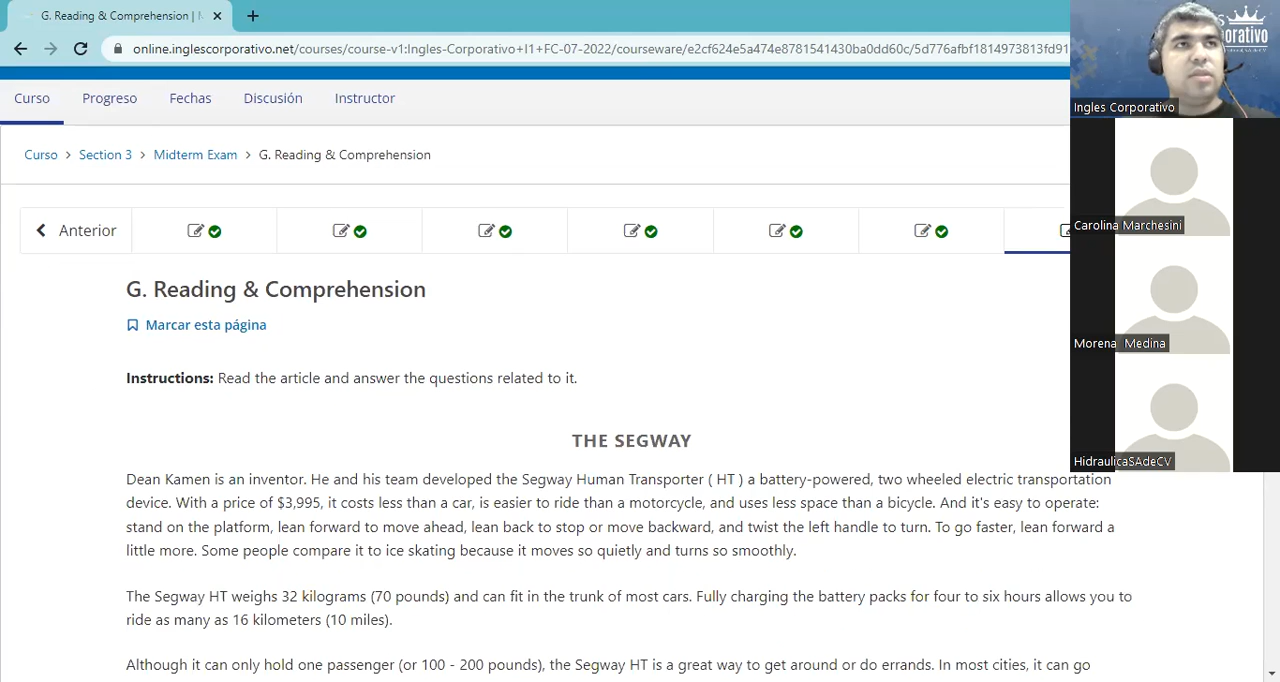 G. Reading & Comprehension |
online.inglescorporativo.net/courses/course-v1:Ingles-Corporativo+I1+FC-07-2022/courseware/e2cf624e5a474e8781541430ba0dd60c/5d776afbf1814973813fd91
Curso Progreso Fechas Discusión Instructor
Curso > Section 3 > Midterm Exam > G. Reading & Comprehension
Anterior
G. Reading & Comprehension
Marcar esta página
Instructions: Read the article and answer the questions related to it.
THE SEGWAY
Dean Kamen is an inventor. He and his team developed the Segway Human Transporter ( HT ) a battery-powered, two wheeled electric transportation
device. With a price of $3,995, it costs less than a car, is easier to ride than a motorcycle, and uses less space than a bicycle. And it's easy to operate:
stand on the platform, lean forward to move ahead, lean back to stop or move backward, and twist the left handle to turn. To go faster, lean forward a
little more. Some people compare it to ice skating because it moves so quietly and turns so smoothly.
The Segway HT weighs 32 kilograms (70 pounds) and can fit in the trunk of most cars. Fully charging the battery packs for four to six hours allows you to
ride as many as 16 kilometers (10 miles).
Although it can only hold one passenger (or 100 - 200 pounds), the Segway HT is a great way to get around or do errands. In most cities, it can go
Ingles Corporativo
Carolina Marchesini
Morena Medina
HidraulicaSAdeCV